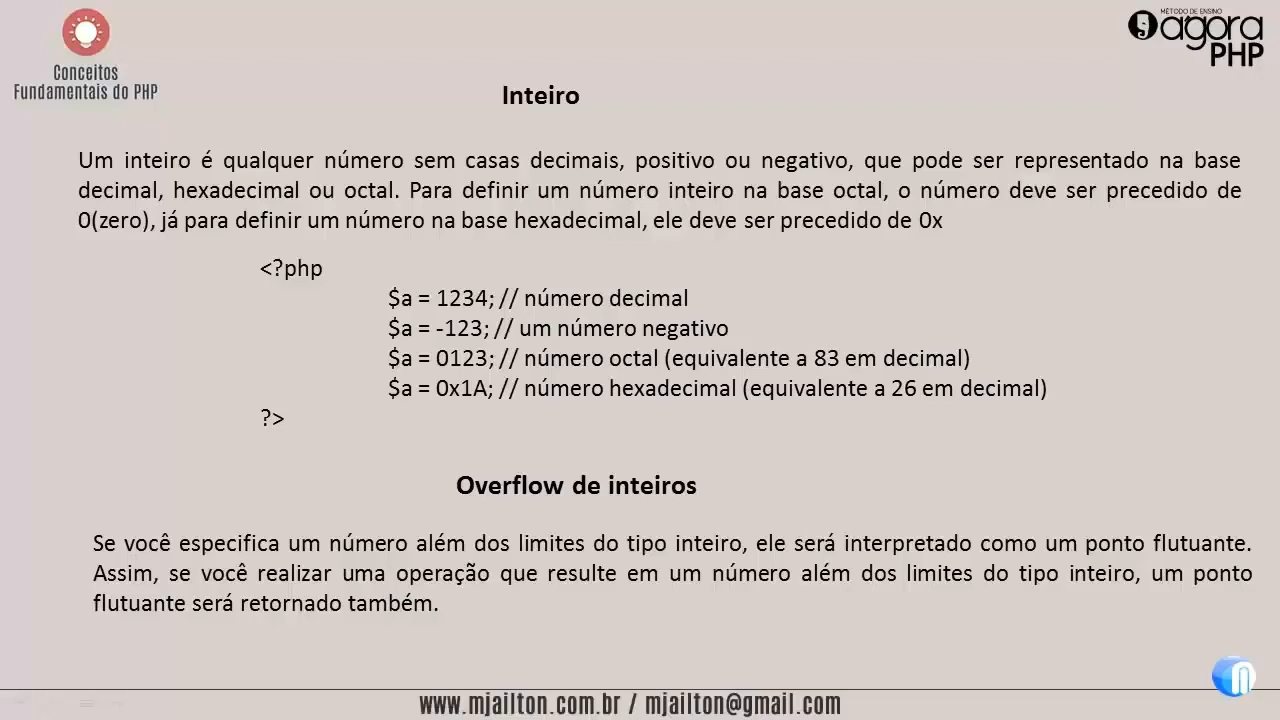 Conceitos
Fundamentais do PHP
MÉTODO DE ENSINO
9 agora
PHP
Inteiro
Um inteiro é qualquer número sem casas decimais, positivo ou negativo, que pode ser representado na base
decimal, hexadecimal ou octal. Para definir um número inteiro na base octal, o número deve ser precedido de
0(zero), já para definir um número na base hexadecimal, ele deve ser precedido de 0x
<?php
$a = 1234; // número decimal
$a = -123; // um número negativo
$a = 0123; // número octal (equivalente a 83 em decimal)
$a = 0x1A; // número hexadecimal (equivalente a 26 em decimal)
?>
Overflow de inteiros
Se você especifica um número além dos limites do tipo inteiro, ele será interpretado como um ponto flutuante.
Assim, se você realizar uma operação que resulte em um número além dos limites do tipo inteiro, um ponto
flutuante será retornado também.
www.mjailton.com.br / mjailton@gmail.com